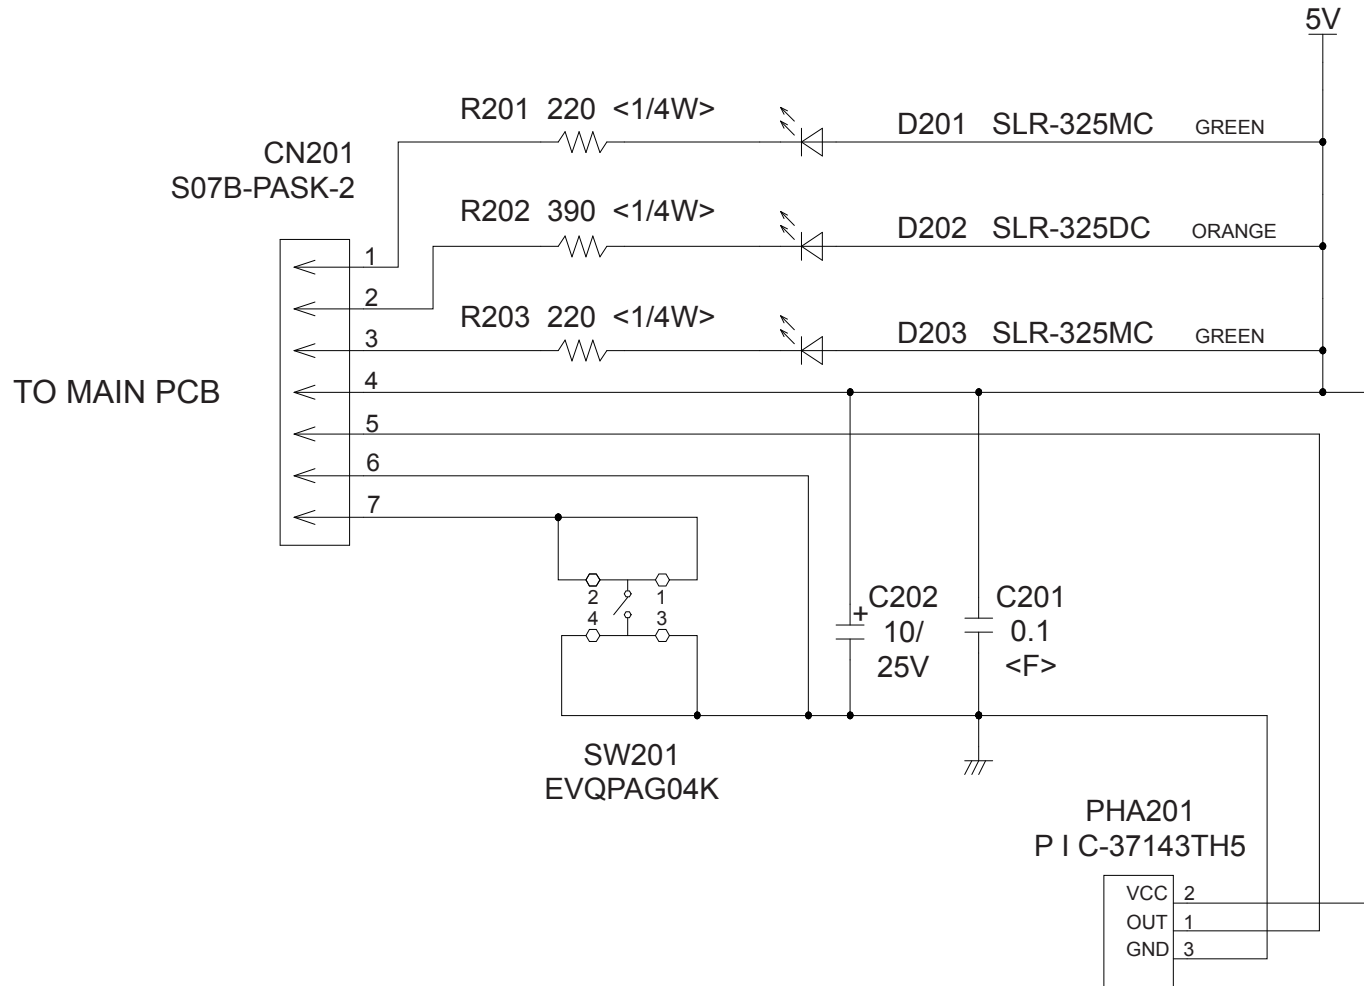 5V
R201 220 <1/4W>
D201 SLR-325MC GREEN
CN201
S07B-PASK-2
R202 390 <1/4W>
D202 SLR-325DC ORANGE
1
2
R203 220 <1/4W>
D203 SLR-325MC GREEN
3
TO MAIN PCB
4
5
6
7
2 1
4 3
+
C202
10/
25V
C201
0.1
<F>
SW201
EVQPAG04K
PHA201
P I C-37143TH5
VCC 2
OUT 1
GND 3